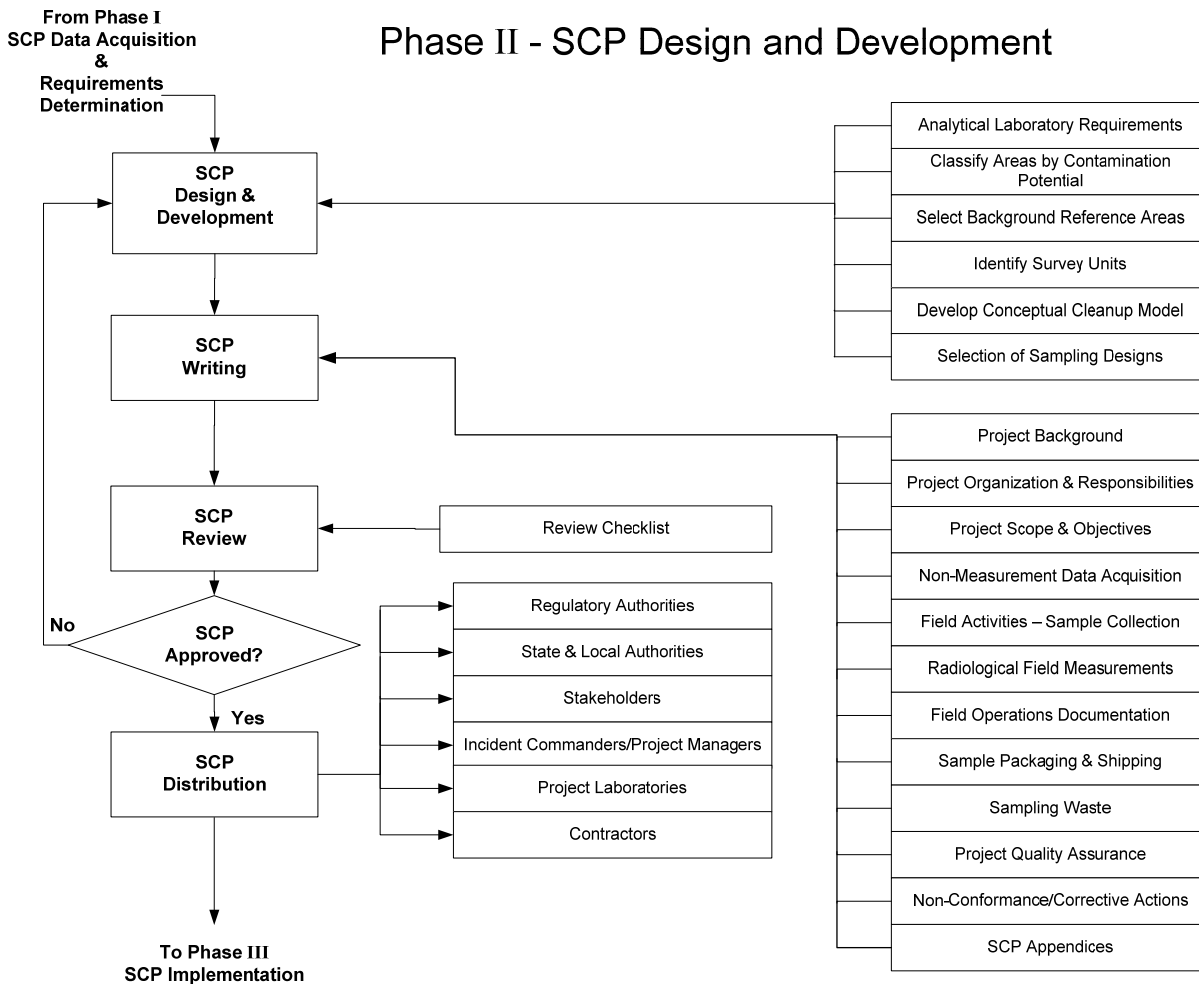 From Phase I
SCP Data Acquisition
&
Requirements
Determination
Phase II - SCP Design and Development
SCP
Design &
Development
SCP
Writing
SCP
Review
SCP
Approved?
No
Yes
SCP
Distribution
To Phase III
SCP Implementation
Review Checklist
Regulatory Authorities
State & Local Authorities
Stakeholders
Incident Commanders/Project Managers
Project Laboratories
Contractors
Analytical Laboratory Requirements
Classify Areas by Contamination
Potential
Select Background Reference Areas
Identify Survey Units
Develop Conceptual Cleanup Model
Selection of Sampling Designs
Project Background
Project Organization & Responsibilities
Project Scope & Objectives
Non-Measurement Data Acquisition
Field Activities – Sample Collection
Radiological Field Measurements
Field Operations Documentation
Sample Packaging & Shipping
Sampling Waste
Project Quality Assurance
Non-Conformance/Corrective Actions
SCP Appendices